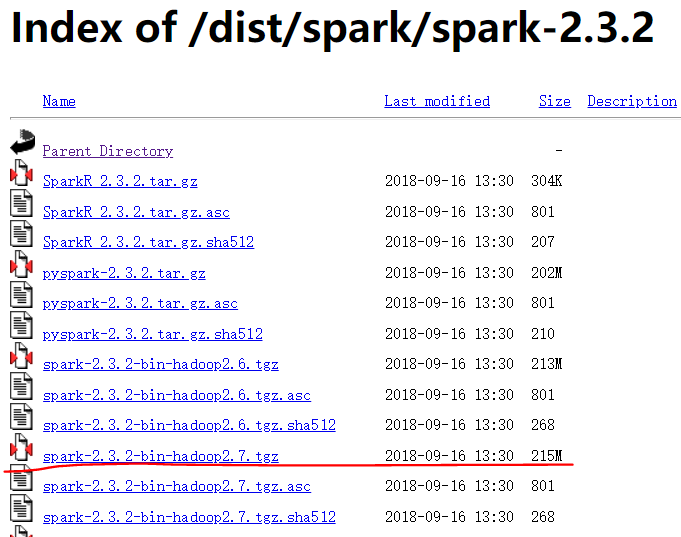 Index of /dist/spark/spark-2.3.2
Name Last modified Size Description
Parent Directory -
SparkR_2.3.2.tar.gz 2018-09-16 13:30 304K
SparkR_2.3.2.tar.gz.asc 2018-09-16 13:30 801
SparkR_2.3.2.tar.gz.sha512 2018-09-16 13:30 207
pyspark-2.3.2.tar.gz 2018-09-16 13:30 202M
pyspark-2.3.2.tar.gz.asc 2018-09-16 13:30 801
pyspark-2.3.2.tar.gz.sha512 2018-09-16 13:30 210
spark-2.3.2-bin-hadoop2.6.tgz 2018-09-16 13:30 213M
spark-2.3.2-bin-hadoop2.6.tgz.asc 2018-09-16 13:30 801
spark-2.3.2-bin-hadoop2.6.tgz.sha512 2018-09-16 13:30 268
spark-2.3.2-bin-hadoop2.7.tgz 2018-09-16 13:30 215M
spark-2.3.2-bin-hadoop2.7.tgz.asc 2018-09-16 13:30 801
spark-2.3.2-bin-hadoop2.7.tgz.sha512 2018-09-16 13:30 268